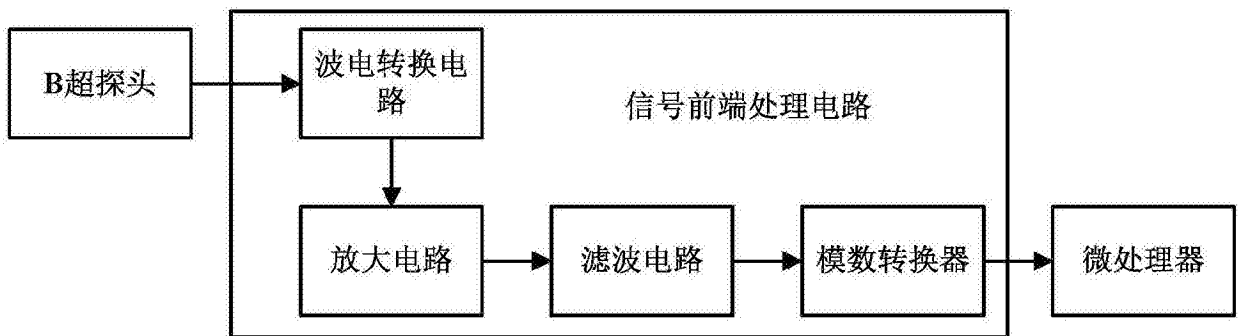 B超探头
波电转换电
路
信号前端处理电路
放大电路
滤波电路
模数转换器
微处理器